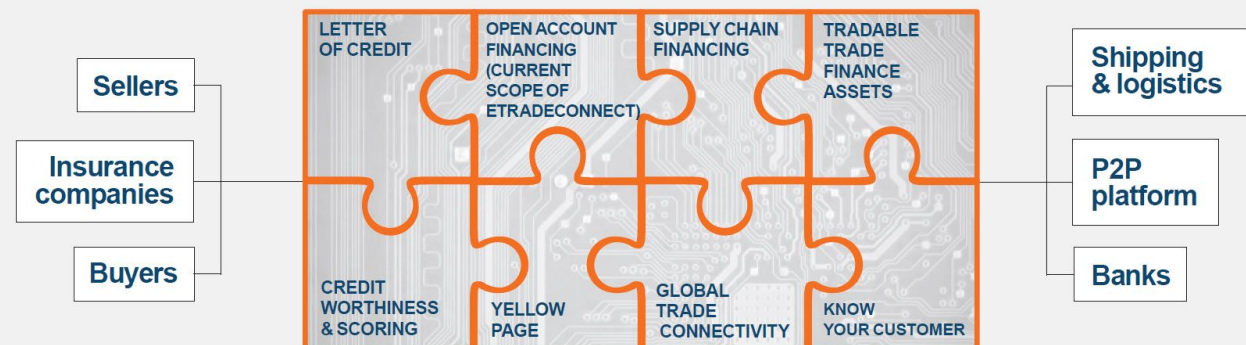 Sellers
Insurance
companies
Buyers
LETTER
OF CREDIT
OPEN ACCOUNT
FINANCING
(CURRENT
SCOPE OF
ETRADECONNECT)
SUPPLY CHAIN
FINANCING
TRADABLE
TRADE
FINANCE
ASSETS
CREDIT
WORTHINESS
& SCORING
YELLOW
PAGE
GLOBAL
TRADE
CONNECTIVITY
KNOW
YOUR CUSTOMER
Shipping
& logistics
P2P
platform
Banks